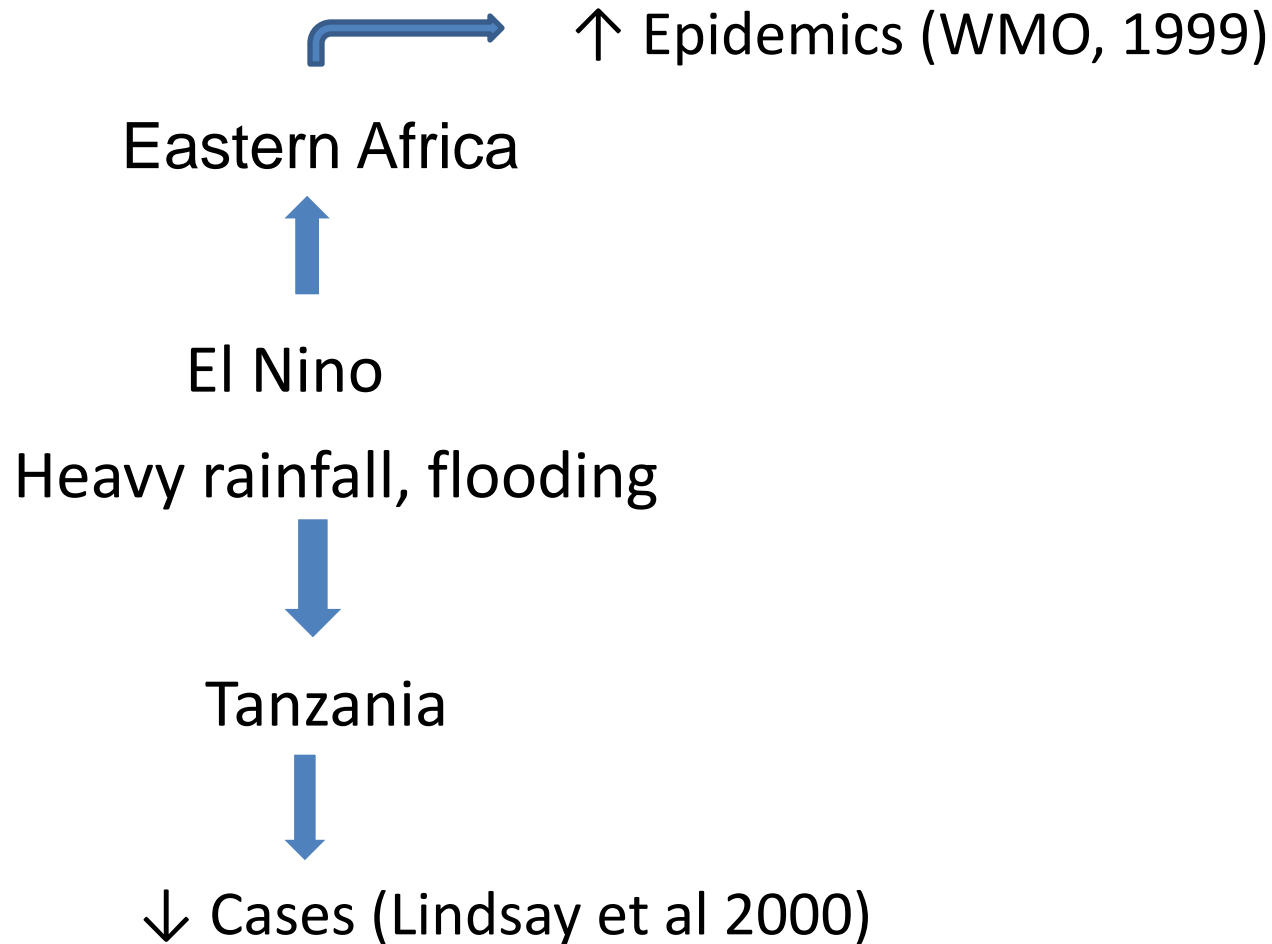 ↑ Epidemics (WMO, 1999)
Eastern Africa
El Nino
Heavy rainfall, flooding
Tanzania
↓ Cases (Lindsay et al 2000)